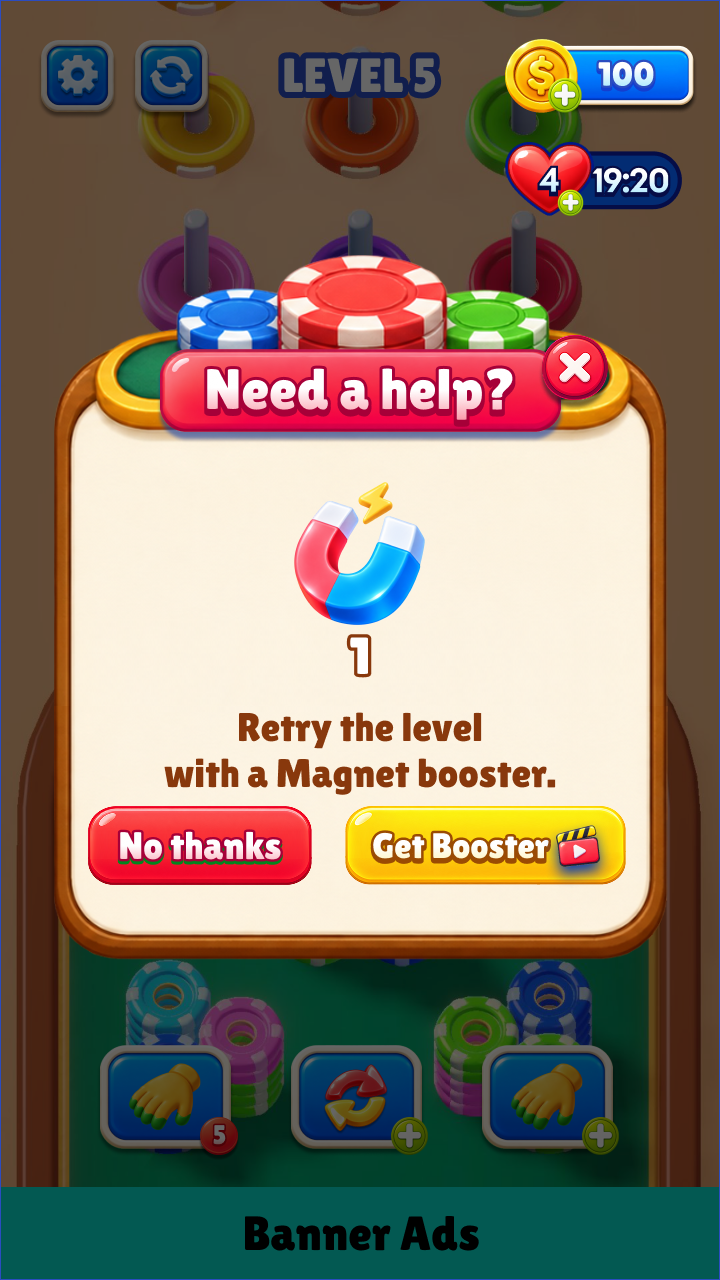 LEVEL 5
100
4
19:20
Need a help?
1
Retry the level
with a Magnet booster.
No thanks
Get Booster
5
Banner Ads